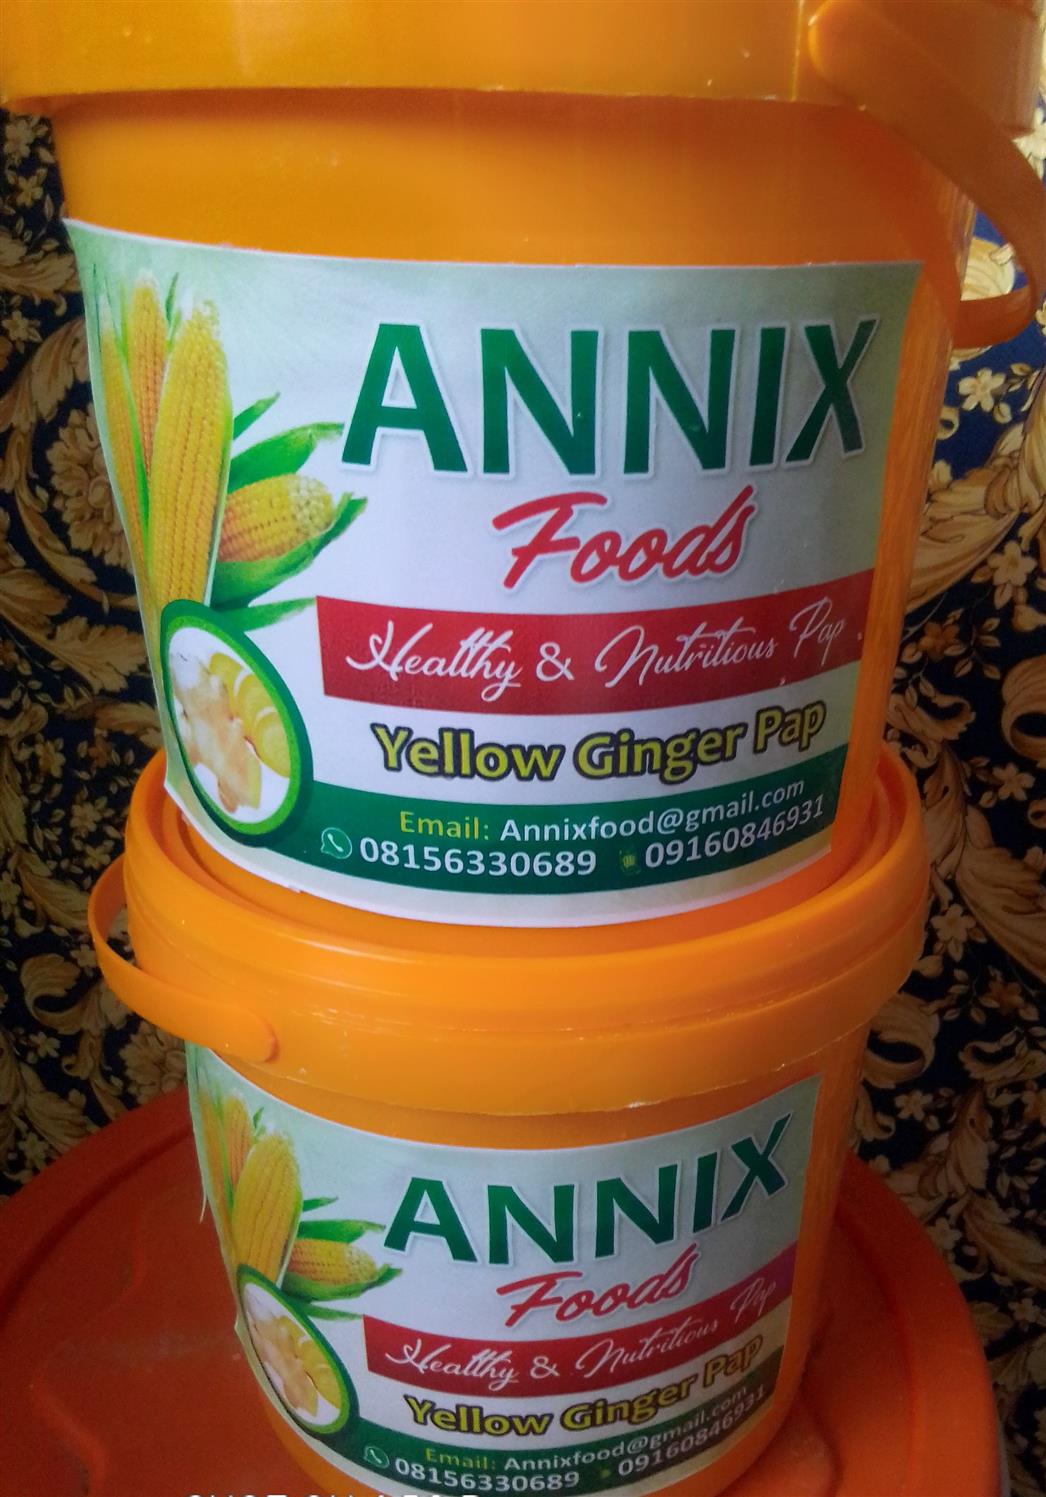 ANNIX
Foods
Healthy & Nutritious Pap
Yellow Ginger Pap
Email: Annixfood@gmail.com
08156330689 09160846931
ANNIX
Foods
Healthy & Nutritious Pap
Yellow Ginger Pap
Email: Annixfood@gmail.com
08156330689 09160846931